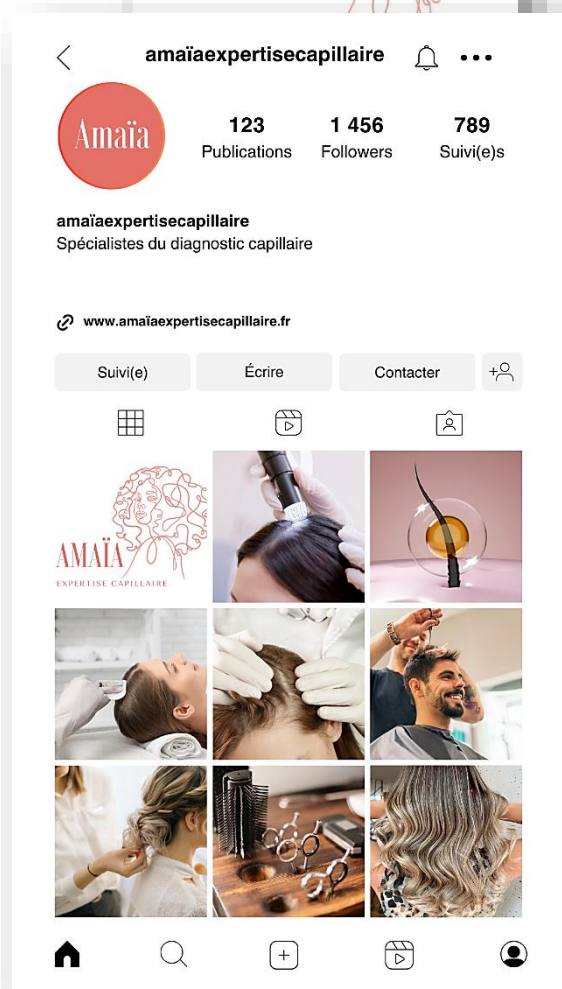 amaïaexpertisecapillaire
Amaïa
123
1 456
789
Publications
Followers
Suivi(e)s
amaïaexpertisecapillaire
Spécialistes du diagnostic capillaire
www.amaïaexpertisecapillaire.fr
Suivi(e)
Écrire
Contacter
AMAÏA
EXPERTISE CAPILLAIRE